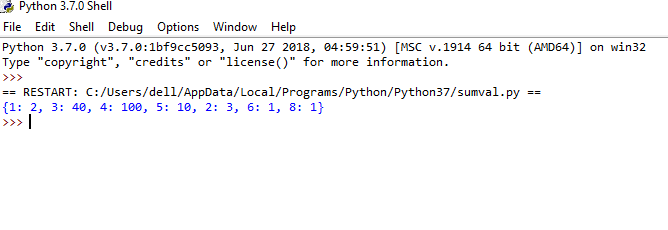 Python 3.7.0 Shell
File Edit Shell Debug Options Window Help
Python 3.7.0 (v3.7.0:1bf9cc5093, Jun 27 2018, 04:59:51) [MSC v.1914 64 bit (AMD64)] on win32
Type "copyright", "credits" or "license()" for more information.
>>>
== RESTART: C:/Users/dell/AppData/Local/Programs/Python/Python37/sumval.py ==
{1: 2, 3: 40, 4: 100, 5: 10, 2: 3, 6: 1, 8: 1}
>>>